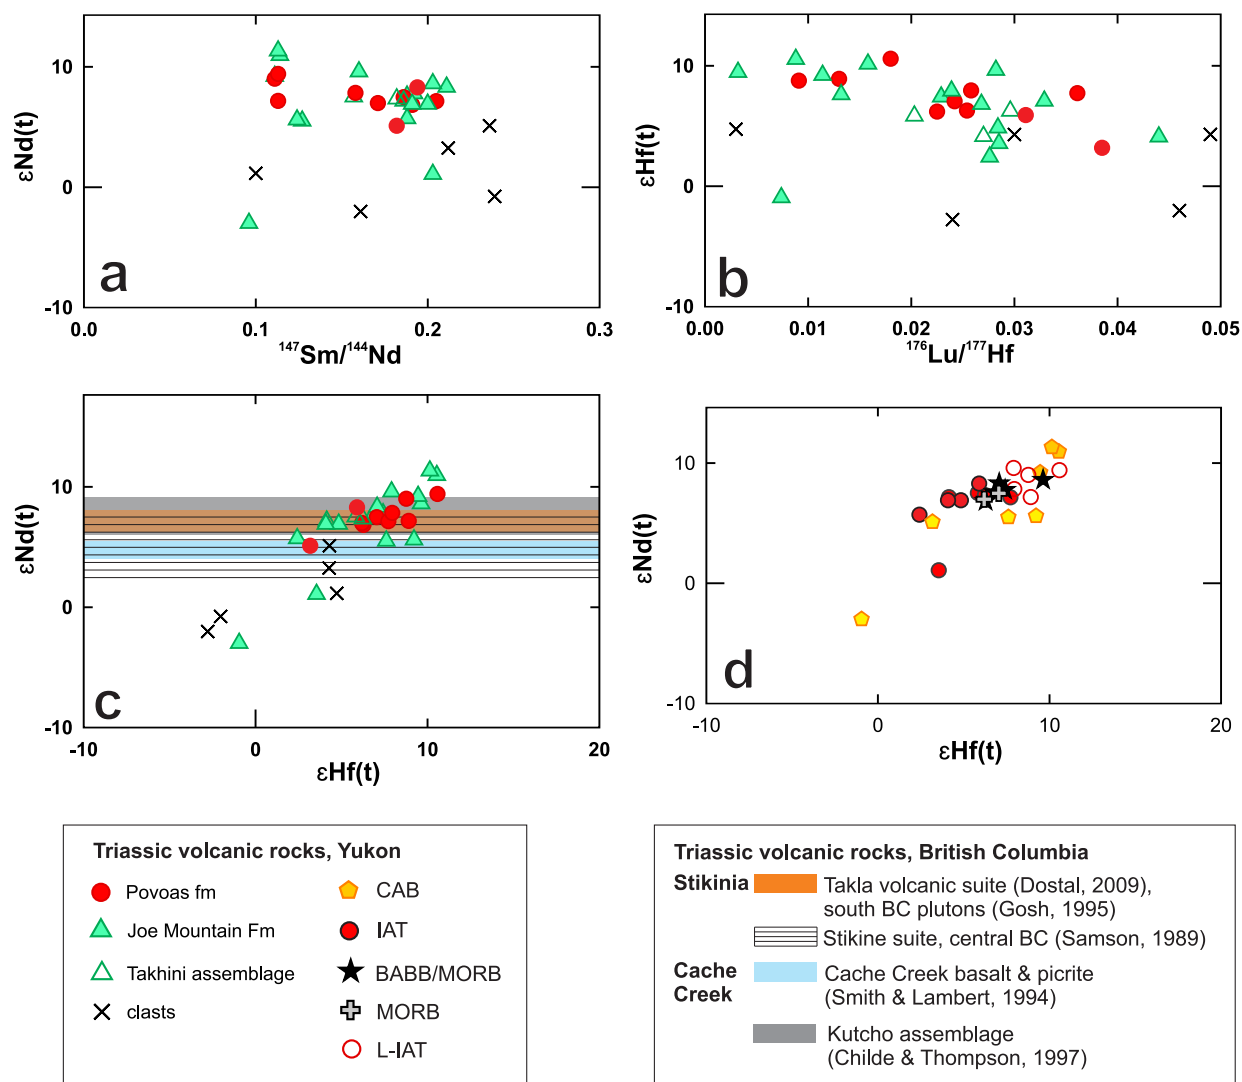 10
0
-10
εNd(t)
a
0.0
0.1
0.2
0.3
147Sm/144Nd
10
0
-10
εHf(t)
b
0.00
0.01
0.02
0.03
0.04
0.05
176Lu/177Hf
10
0
-10
εNd(t)
c
-10
0
10
20
εHf(t)
10
0
-10
εNd(t)
d
-10
0
10
20
εHf(t)
Triassic volcanic rocks, Yukon
Povoas fm
Joe Mountain Fm
Takhini assemblage
clasts
CAB
IAT
BABB/MORB
MORB
L-IAT
Triassic volcanic rocks, British Columbia
Stikinia
Takla volcanic suite (Dostal, 2009),
south BC plutons (Gosh, 1995)
Stikine suite, central BC (Samson, 1989)
Cache
Creek
Cache Creek basalt & picrite
(Smith & Lambert, 1994)
Kutcho assemblage
(Childe & Thompson, 1997)